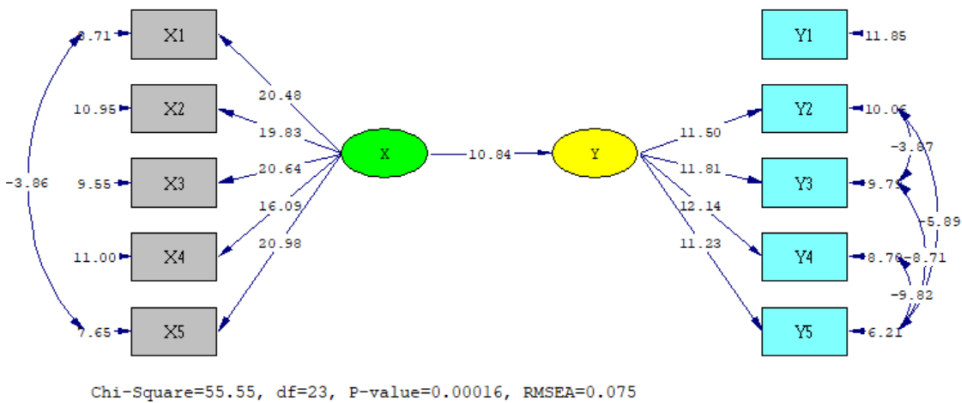 8.71 X1 Y1 11.85
20.48
10.95 X2 19.83 11.50 Y2 10.06
-3.87
X 10.84 Y
-3.86 9.55 X3 20.64 11.81 Y3 9.79
16.09 12.14
-5.89
20.98 11.23
11.00 X4 Y4 8.70 -8.71
-9.82
7.65 X5 Y5 6.21
Chi-Square=55.55, df=23, P-value=0.00016, RMSEA=0.075